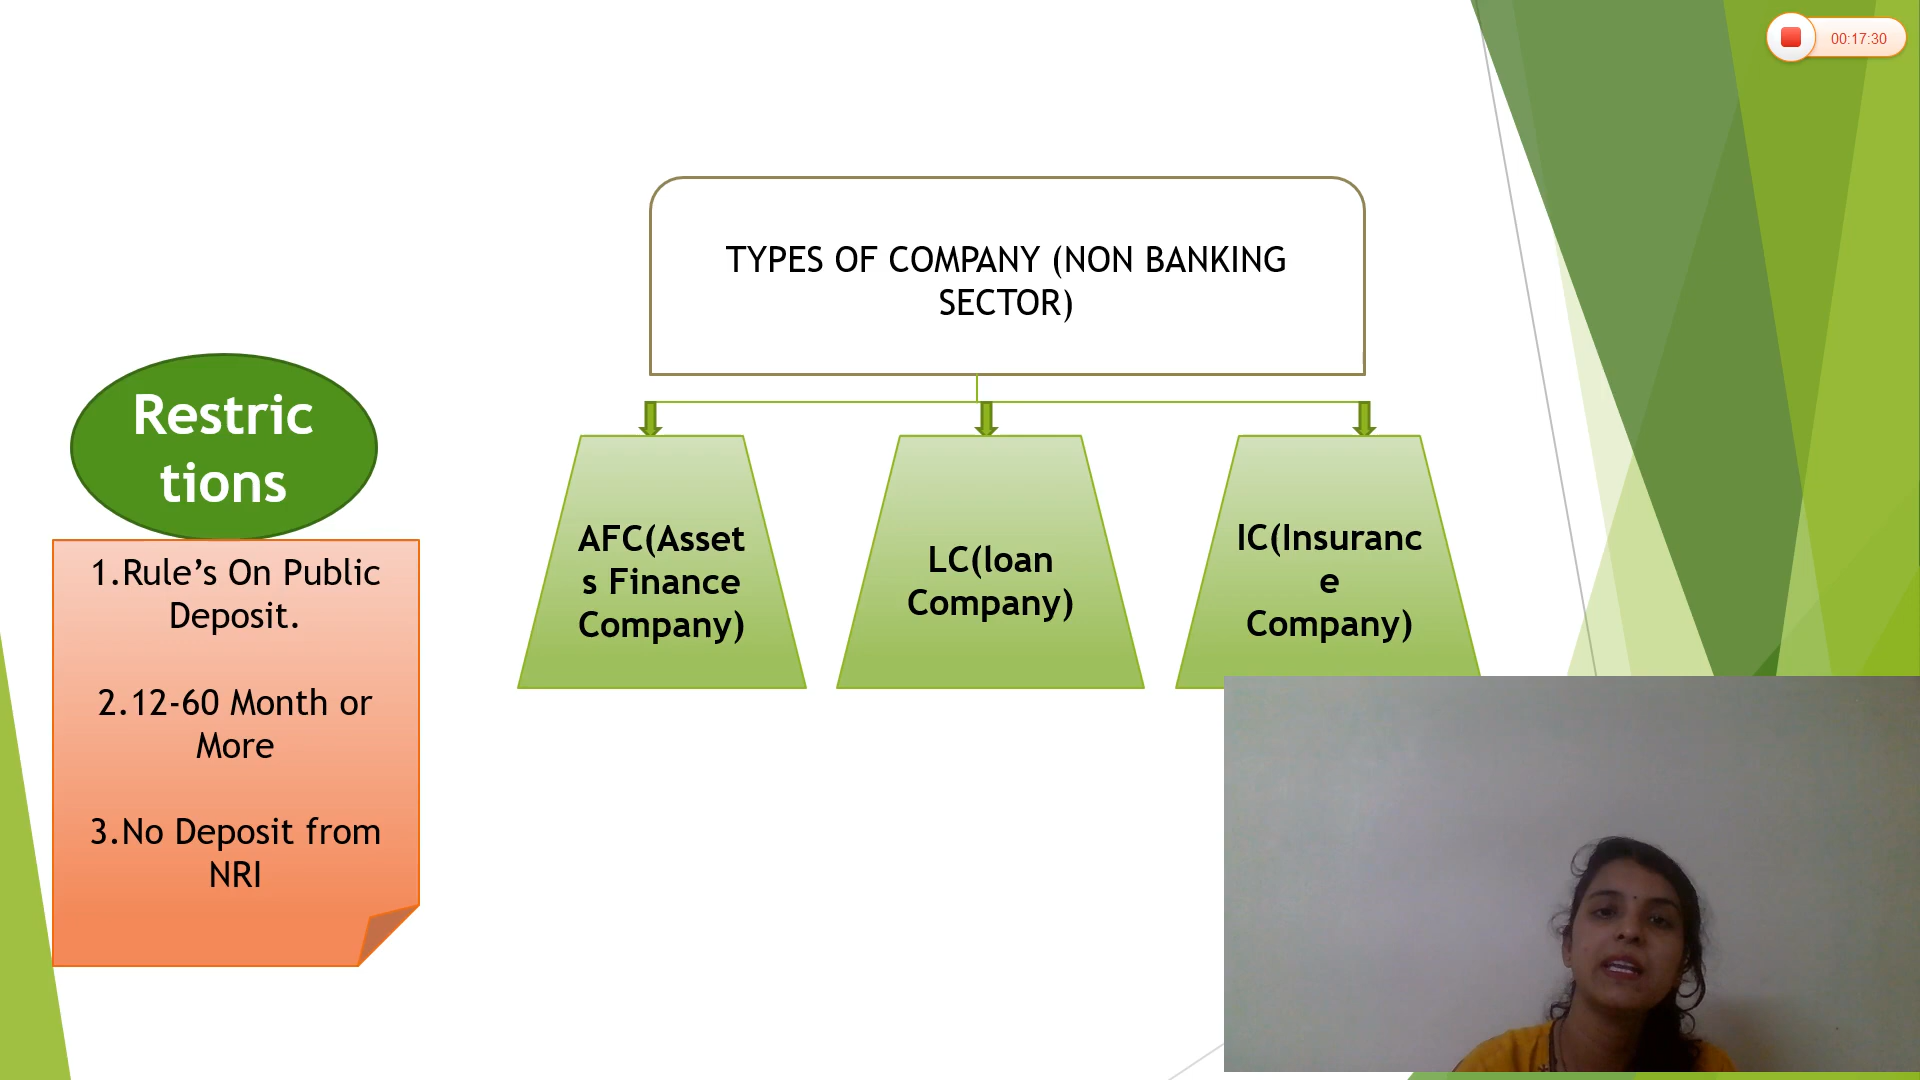 00:17:30
TYPES OF COMPANY (NON BANKING
SECTOR)
Restric
tions
1.Rule’s On Public
Deposit.
2.12-60 Month or
More
3.No Deposit from
NRI
AFC(Asset
s Finance
Company)
LC(loan
Company)
IC(Insuranc
e
Company)